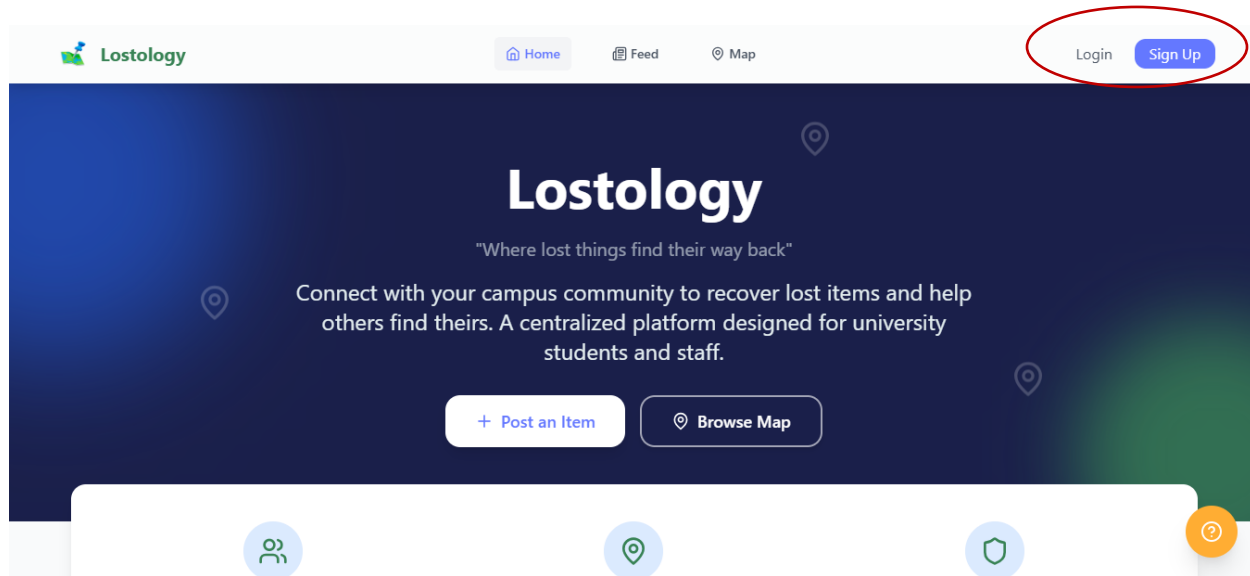 Lostology
Home
Feed
Map
Login
Sign Up
Lostology
"Where lost things find their way back"
Connect with your campus community to recover lost items and help
others find theirs. A centralized platform designed for university
students and staff.
+ Post an Item
Browse Map
?